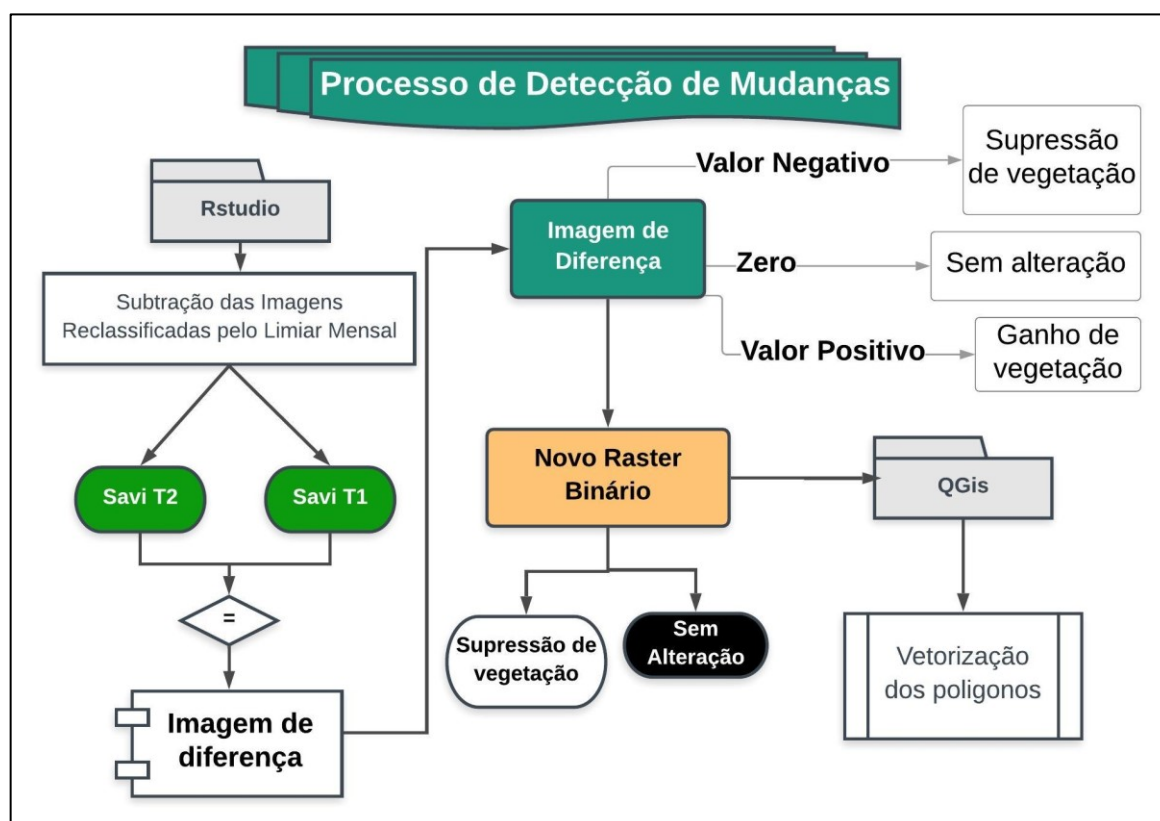 Processo de Detecção de Mudanças
Rstudio
Subtração das Imagens
Reclassificadas pelo Limiar Mensal
Savi T2
Savi T1
=
Imagem de
diferença
Imagem de
Diferença
Valor Negativo
Supressão
de vegetação
Zero
Sem alteração
Valor Positivo
Ganho de
vegetação
Novo Raster
Binário
Supressão de
vegetação
Sem
Alteração
QGis
Vetorização
dos poligonos